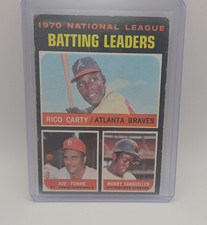 1970 NATIONAL LEAGUE
BATTING LEADERS
RICO CARTY/ATLANTA BRAVES
JOE TORRE
MANNY SANGUILLEN